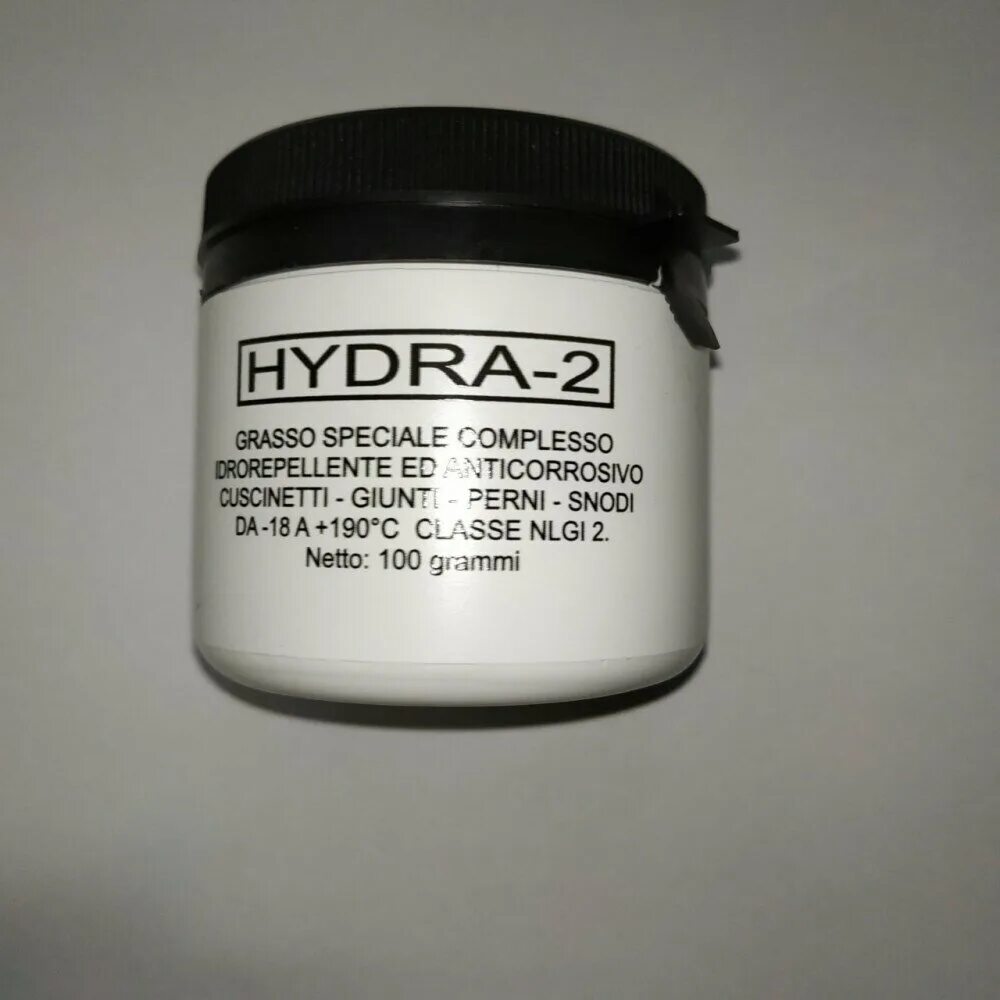 HYDRA-2
GRASSO SPECIALE COMPLESSO
IDROREPELLENTE ED ANTICORROSIVO
CUSCINETTI - GIUNTI - PERNI - SNODI
DA -18 A +190°C CLASSE NLGI 2.
Netto: 100 grammi